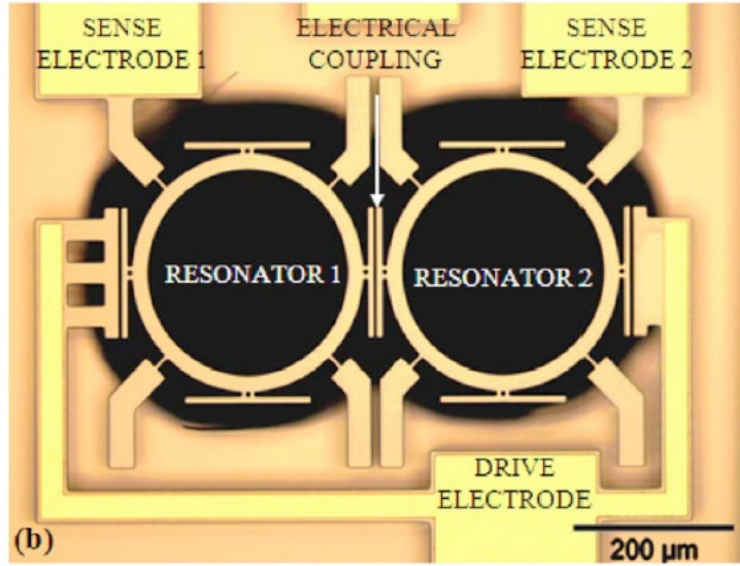 SENSE
ELECTRODE 1
ELECTRICAL
COUPLING
SENSE
ELECTRODE 2
RESONATOR 1
RESONATOR 2
DRIVE
ELECTRODE
(b)
200 µm